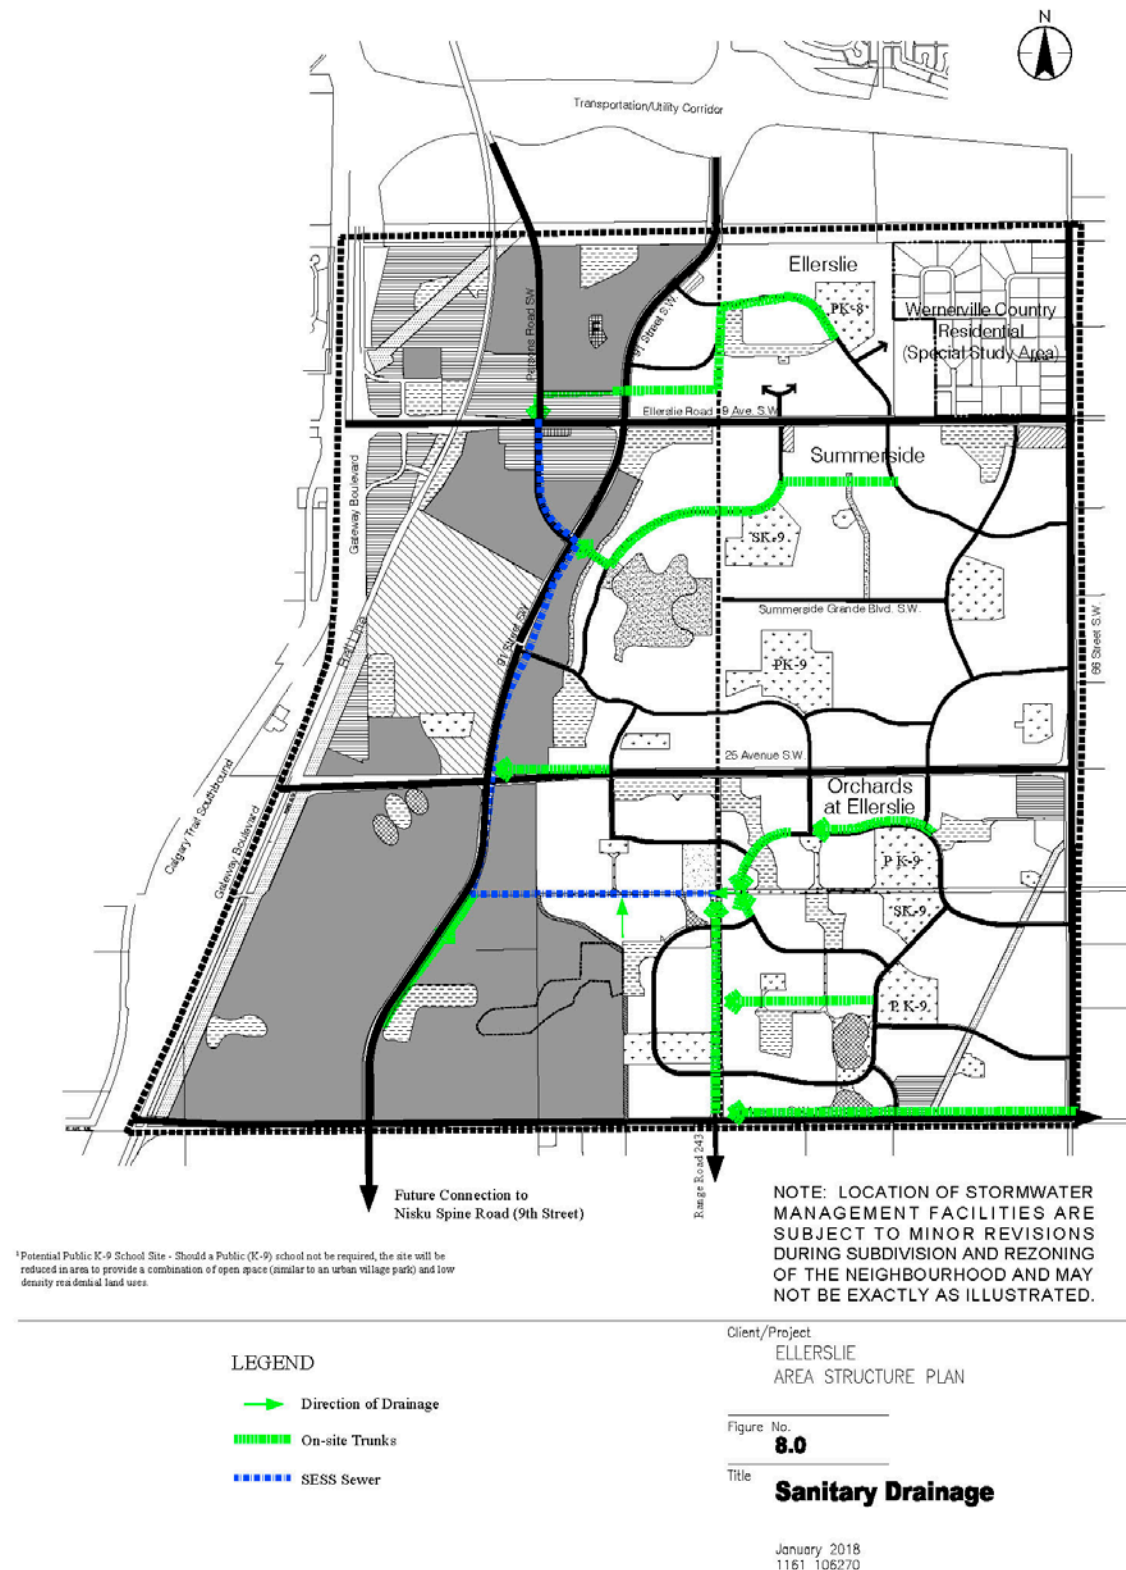 N
Transportation/Utility Corridor
Ellerslie
PK-8
Wernerville Country
Residential
(Special Study Area)
F
Parsons Road SW
91 Street S.W.
Ellerslie Road 9 Ave. S.W.
Summerside
Gateway Boulevard
SK-9
Summerside Grande Blvd. S.W.
66 Street S.W.
91 Street SW
Rail Line
PK-9
25 Avenue S.W.
Orchards
at Ellerslie
Calgary Trail Southbound
Gateway Boulevard
P K-9
SK-9
P K-9
Range Road 243
Future Connection to
Nisku Spine Road (9th Street)
NOTE: LOCATION OF STORMWATER
MANAGEMENT FACILITIES ARE
SUBJECT TO MINOR REVISIONS
DURING SUBDIVISION AND REZONING
OF THE NEIGHBOURHOOD AND MAY
NOT BE EXACTLY AS ILLUSTRATED.
¹Potential Public K-9 School Site - Should a Public (K-9) school not be required, the site will be
reduced in area to provide a combination of open space (similar to an urban village park) and low
density residential land uses.
LEGEND
Direction of Drainage
On-site Trunks
SESS Sewer
Client/Project
ELLERSLIE
AREA STRUCTURE PLAN
Figure No.
8.0
Title
Sanitary Drainage
January 2018
1161 106270